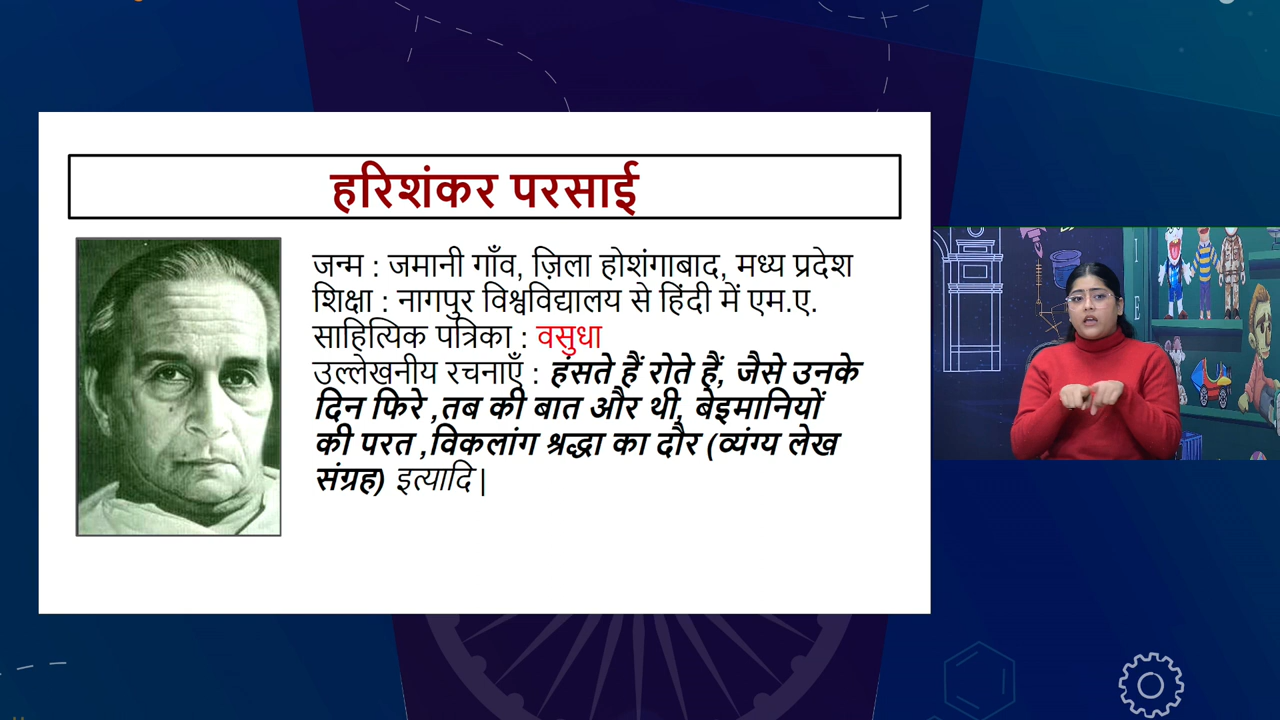 हरिशंकर परसाई
जन्म : जमानी गाँव, ज़िला होशंगाबाद, मध्य प्रदेश
शिक्षा : नागपुर विश्वविद्यालय से हिंदी में एम.ए.
साहित्यिक पत्रिका : वसुधा
उल्लेखनीय रचनाएँ : हंसते हैं रोते हैं, जैसे उनके
दिन फिरे ,तब की बात और थी, बेइमानियों
की परत ,विकलांग श्रद्धा का दौर (व्यंग्य लेख
संग्रह) इत्यादि |